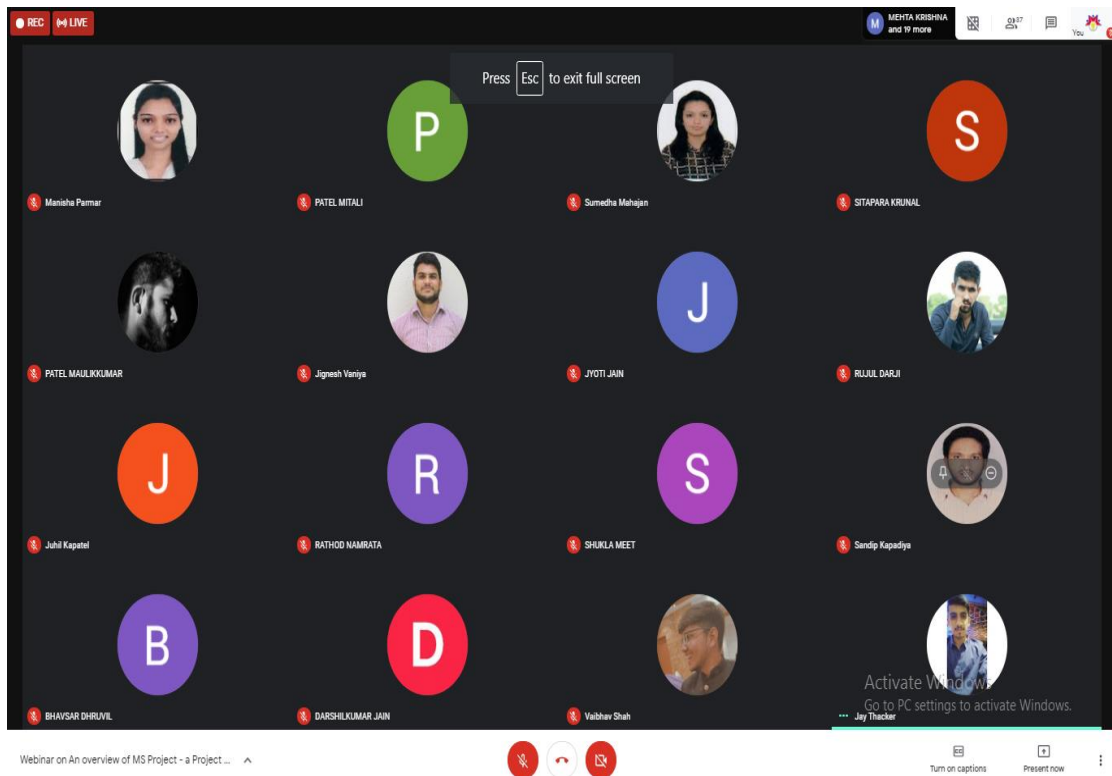 REC LIVE
M
MEHTA KRISHNA
and 19 more
37
You
Press Esc to exit full screen
P
S
Manisha Parmar
PATEL MITALI
Sumedha Mahajan
SITAPARA KRUNAL
J
PATEL MAULIKKUMAR
Jignesh Vaniya
JYOTI JAIN
RUJUL DARJI
J
R
S
Juhil Kapatel
RATHOD NAMRATA
SHUKLA MEET
Sandip Kapadiya
B
D
Activate Windows
Go to PC settings to activate Windows.
BHAVSAR DHRUVIL
DARSHILKUMAR JAIN
Vaibhav Shah
Jay Thacker
Webinar on An overview of MS Project - a Project ...
Turn on captions
Present now